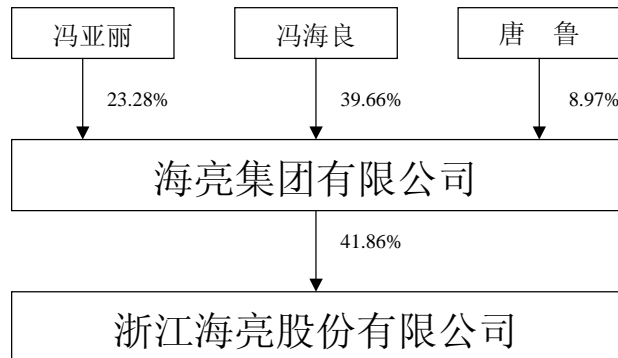 冯亚丽
冯海良
唐 鲁
23.28%
39.66%
8.97%
海亮集团有限公司
41.86%
浙江海亮股份有限公司